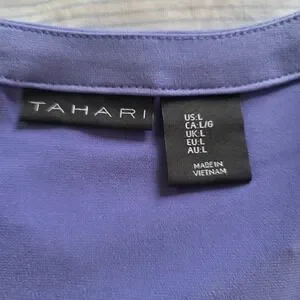 TAHARI
US:L
CA:L/G
UK:L
EU:L
AU:L
MADE IN
VIETNAM